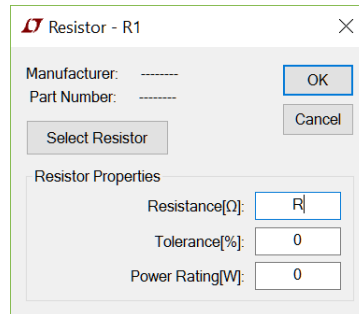 Resistor - R1
Manufacturer: --------
Part Number: --------
OK
Cancel
Select Resistor
Resistor Properties
Resistance[Ω]: R
Tolerance[%]: 0
Power Rating[W]: 0